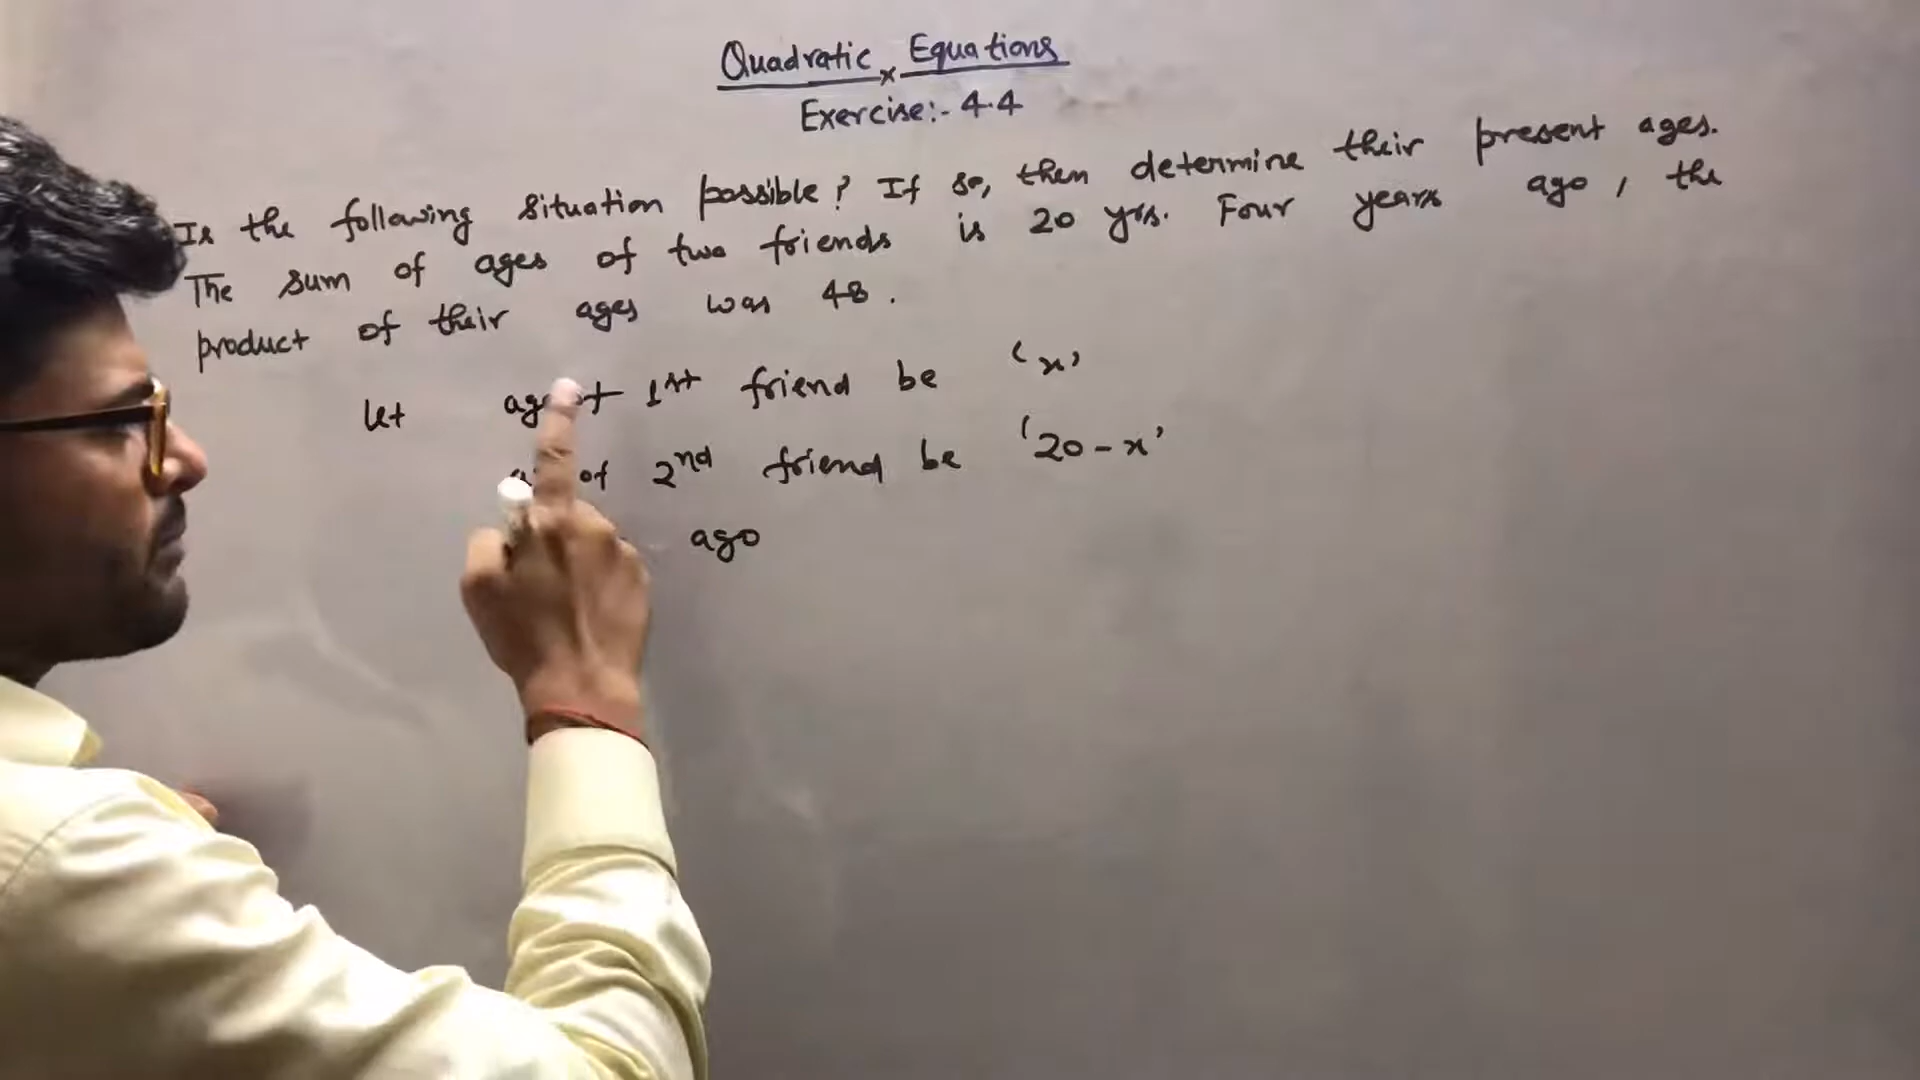 Quadratic Equations
Exercise:- 4.4
Is the following situation possible? If so, then determine their present ages.
The sum of ages of two friends is 20 yrs. Four years ago, the
product of their ages was 48.
Let age of 1st friend be 'x'
of 2nd friend be '20-x'
ago